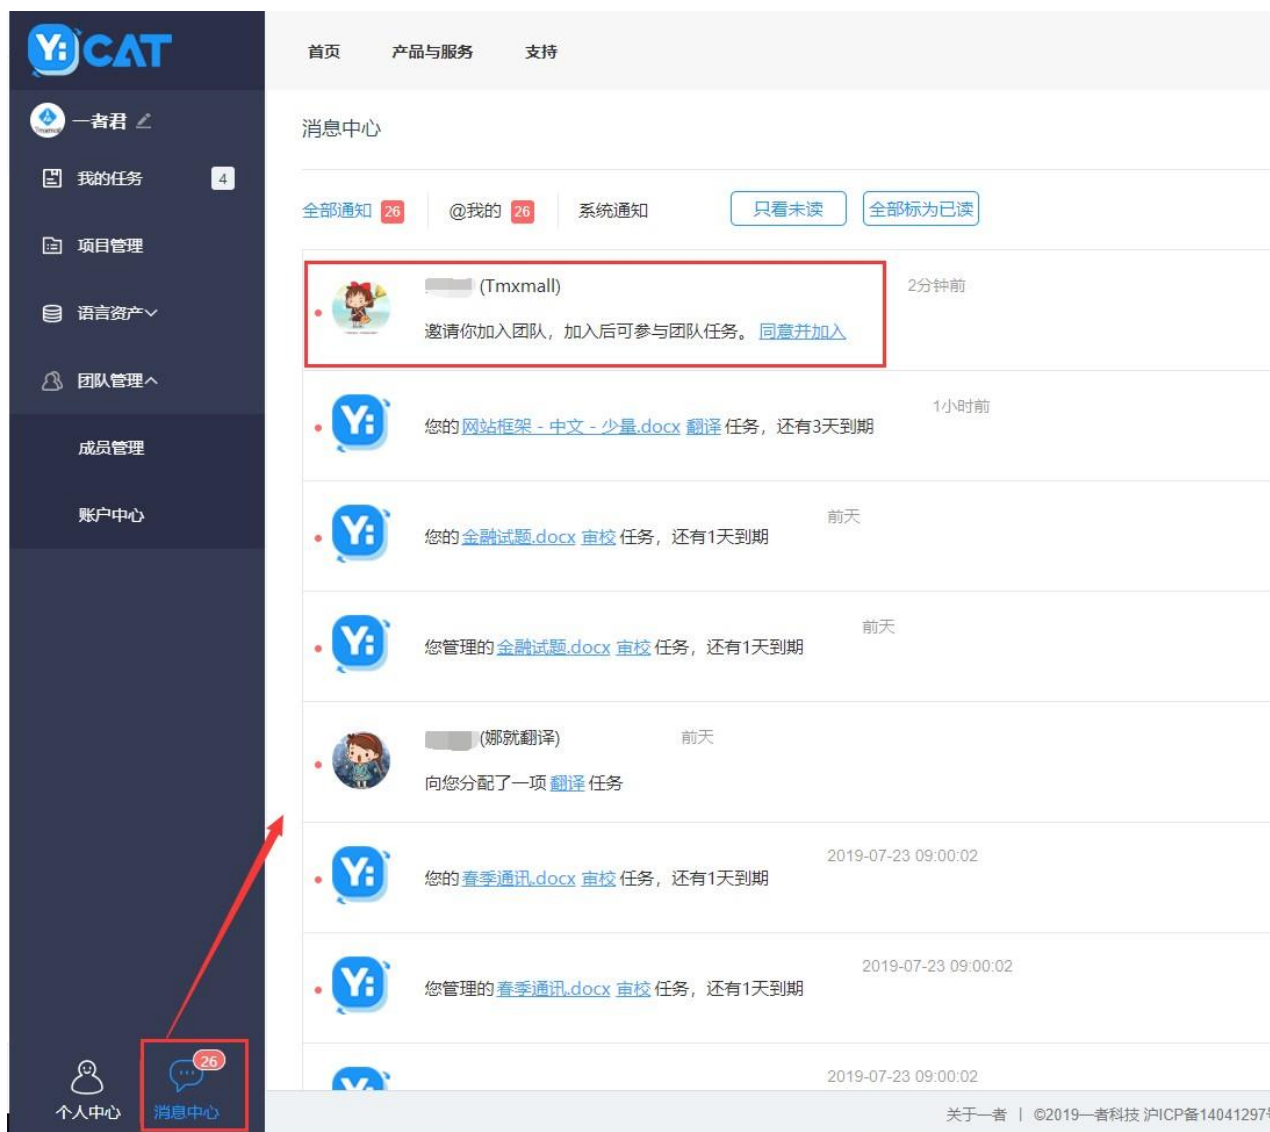 Yi CAT
首页 产品与服务 支持
一者君
消息中心
我的任务 4
全部通知 26 @我的 26 系统通知 只看未读 全部标为已读
项目管理
(Tmxmall) 2分钟前
语言资产
邀请你加入团队，加入后可参与团队任务。 同意并加入
团队管理
1小时前
您的 网站框架 - 中文 - 少量.docx 翻译 任务，还有3天到期
成员管理
账户中心
前天
您的 金融试题.docx 审校 任务，还有1天到期
前天
您管理的 金融试题.docx 审校 任务，还有1天到期
(娜就翻译) 前天
向您分配了一项 翻译 任务
2019-07-23 09:00:02
您的 春季通讯.docx 审校 任务，还有1天到期
2019-07-23 09:00:02
您管理的 春季通讯.docx 审校 任务，还有1天到期
26
2019-07-23 09:00:02
个人中心 消息中心
关于一者 | ©2019一者科技 沪ICP备14041297